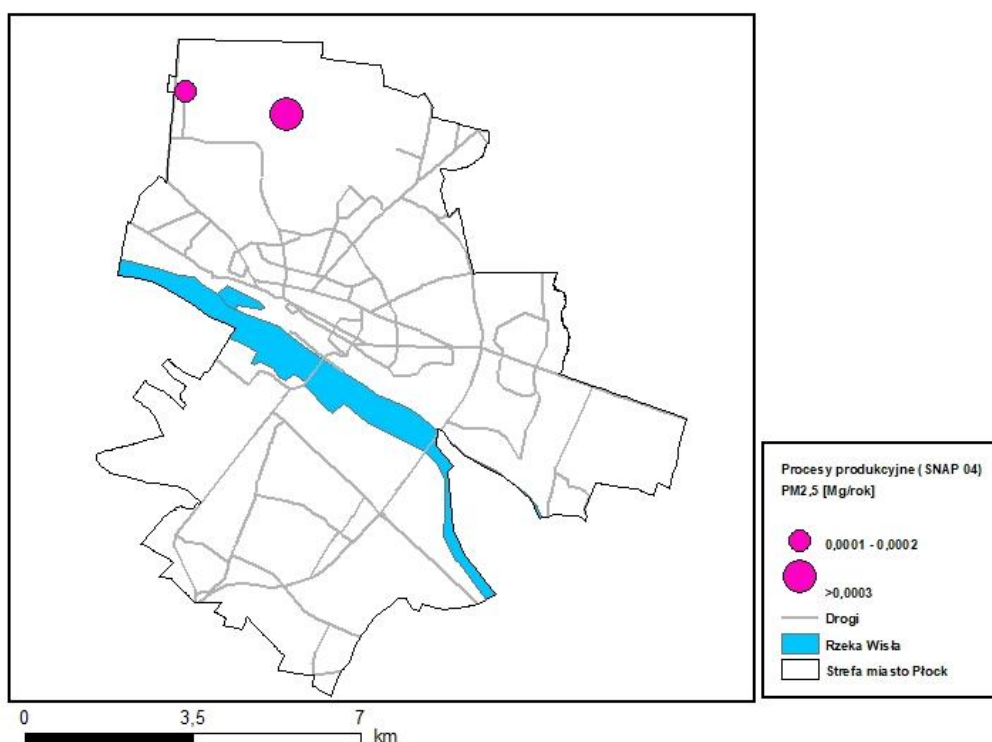 Procesy produkcyjne ( SNAP 04)
PM2,5 [Mg/rok]
0,0001 - 0,0002
>0,0003
Drogi
Rzeka Wisła
Strefa miasto Płock
0 3,5 7
km